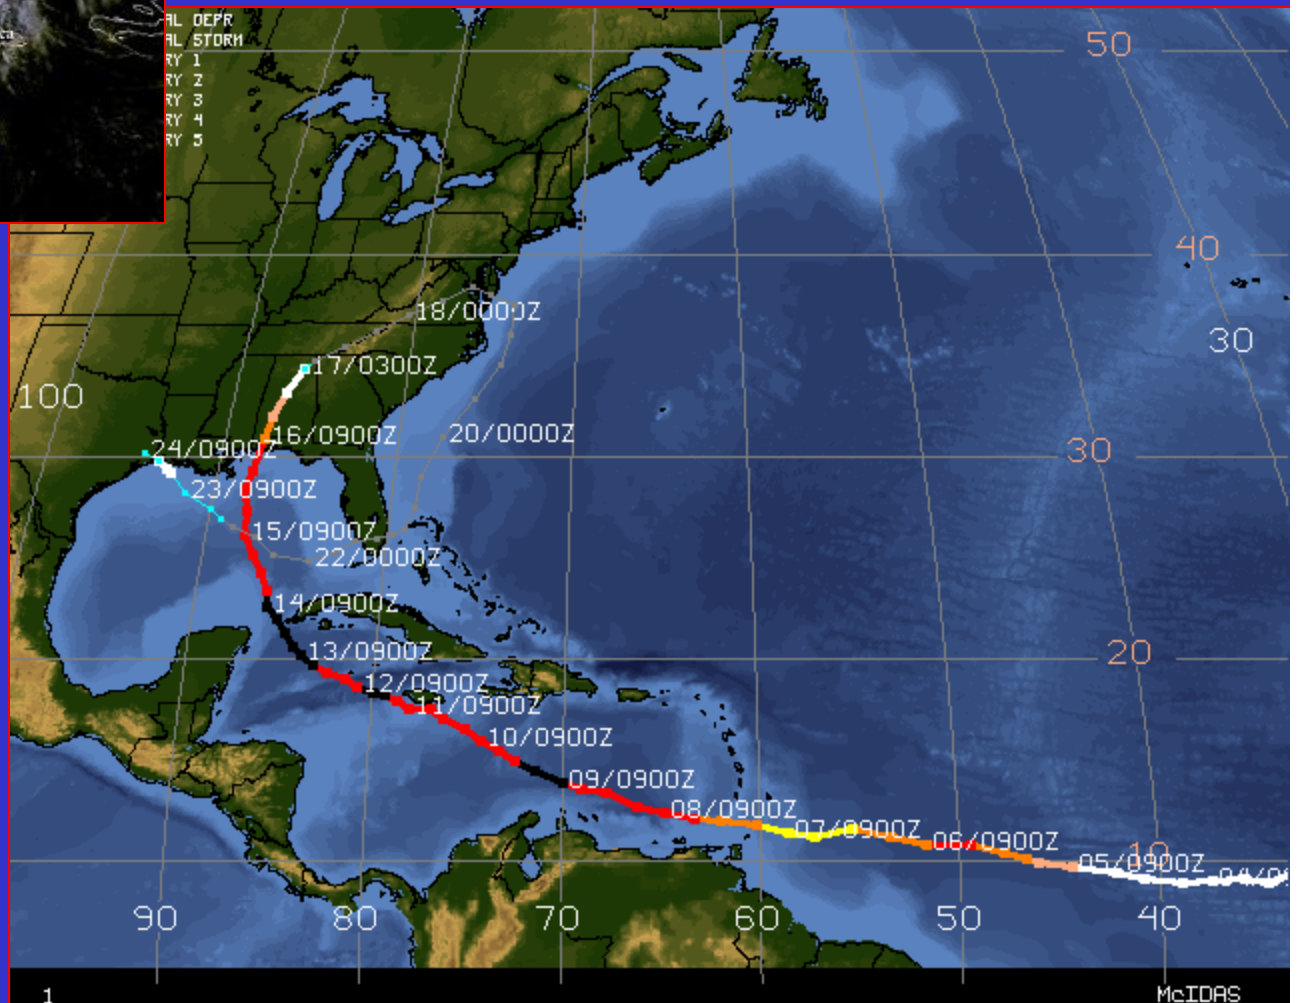 AL DEPR
AL STORM
RY 1
RY 2
RY 3
RY 4
RY 5
50
40
18/0000Z
30
17/0300Z
100
16/0900Z
20/0000Z
24/0900Z
30
23/0900Z
15/0900Z
22/0000Z
14/0900Z
13/0900Z
20
12/0900Z
11/0900Z
10/0900Z
09/0900Z
08/0900Z
07/0900Z
06/0900Z
10
05/0900Z
90
80
70
60
50
40
1
McIDAS